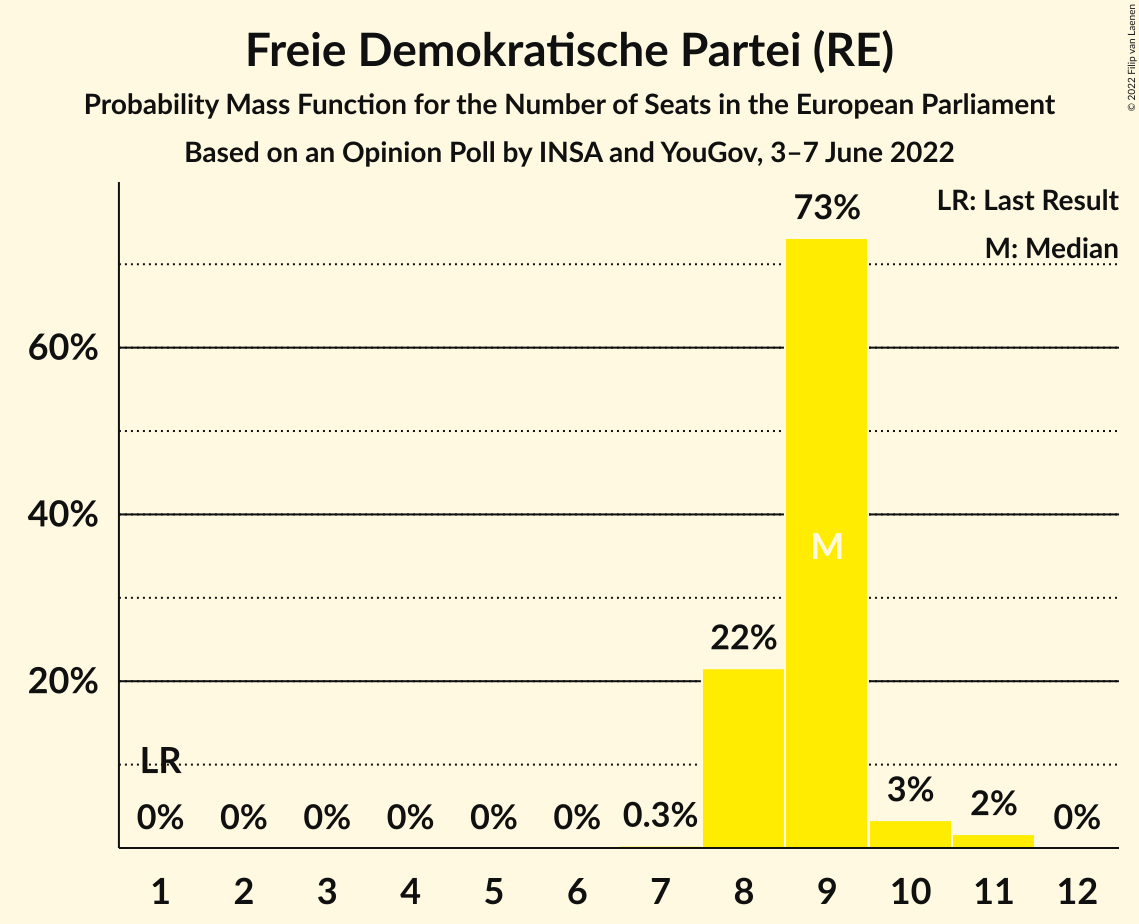 Freie Demokratische Partei (RE)
Probability Mass Function for the Number of Seats in the European Parliament
Based on an Opinion Poll by INSA and YouGov, 3–7 June 2022
© 2022 Filip van Laenen
LR: Last Result
M: Median
73%
60%
40%
M
22%
20%
LR
0% 0% 0% 0% 0% 0% 0.3% 3% 2% 0%
1 2 3 4 5 6 7 8 9 10 11 12